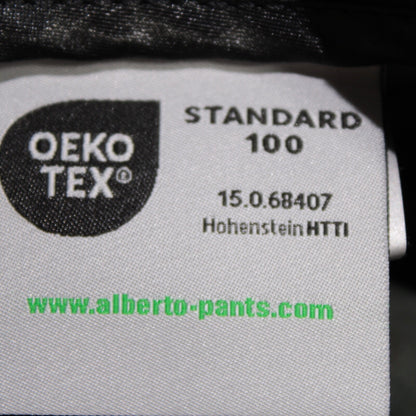 OEKO
TEX®
STANDARD
100
15.0.68407
Hohenstein HTTI
www.alberto-pants.com